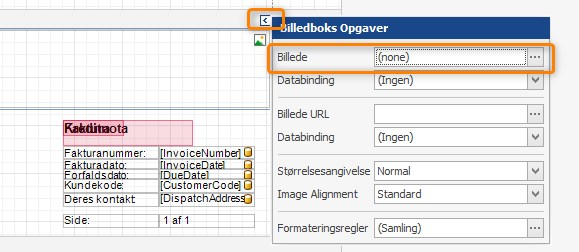 Billedboks Opgaver
Billede (none)
Databinding (Ingen)
Billede URL
Databinding (Ingen)
Størrelsesangivelse Normal
Image Alignment Standard
Formateringsregler (Samling)
Fakturanummer: [InvoiceNumber]
Fakturadato: [InvoiceDate]
Forfaldsdato: [DueDate]
Kundekode: [CustomerCode]
Deres kontakt: [DispatchAddress
Side: 1 af 1